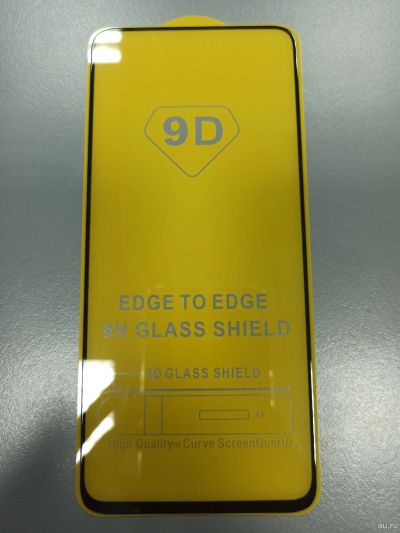 9D
EDGE TO EDGE
9H GLASS SHIELD
9D GLASS SHIELD
High Qualitym Curve ScreenGuard
au.ru